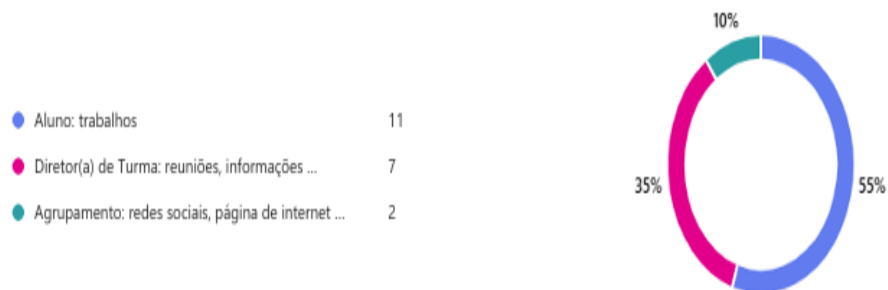 10%
Aluno: trabalhos 11
Diretor(a) de Turma: reuniões, informações ... 7
35% 55%
Agrupamento: redes sociais, página de internet ... 2